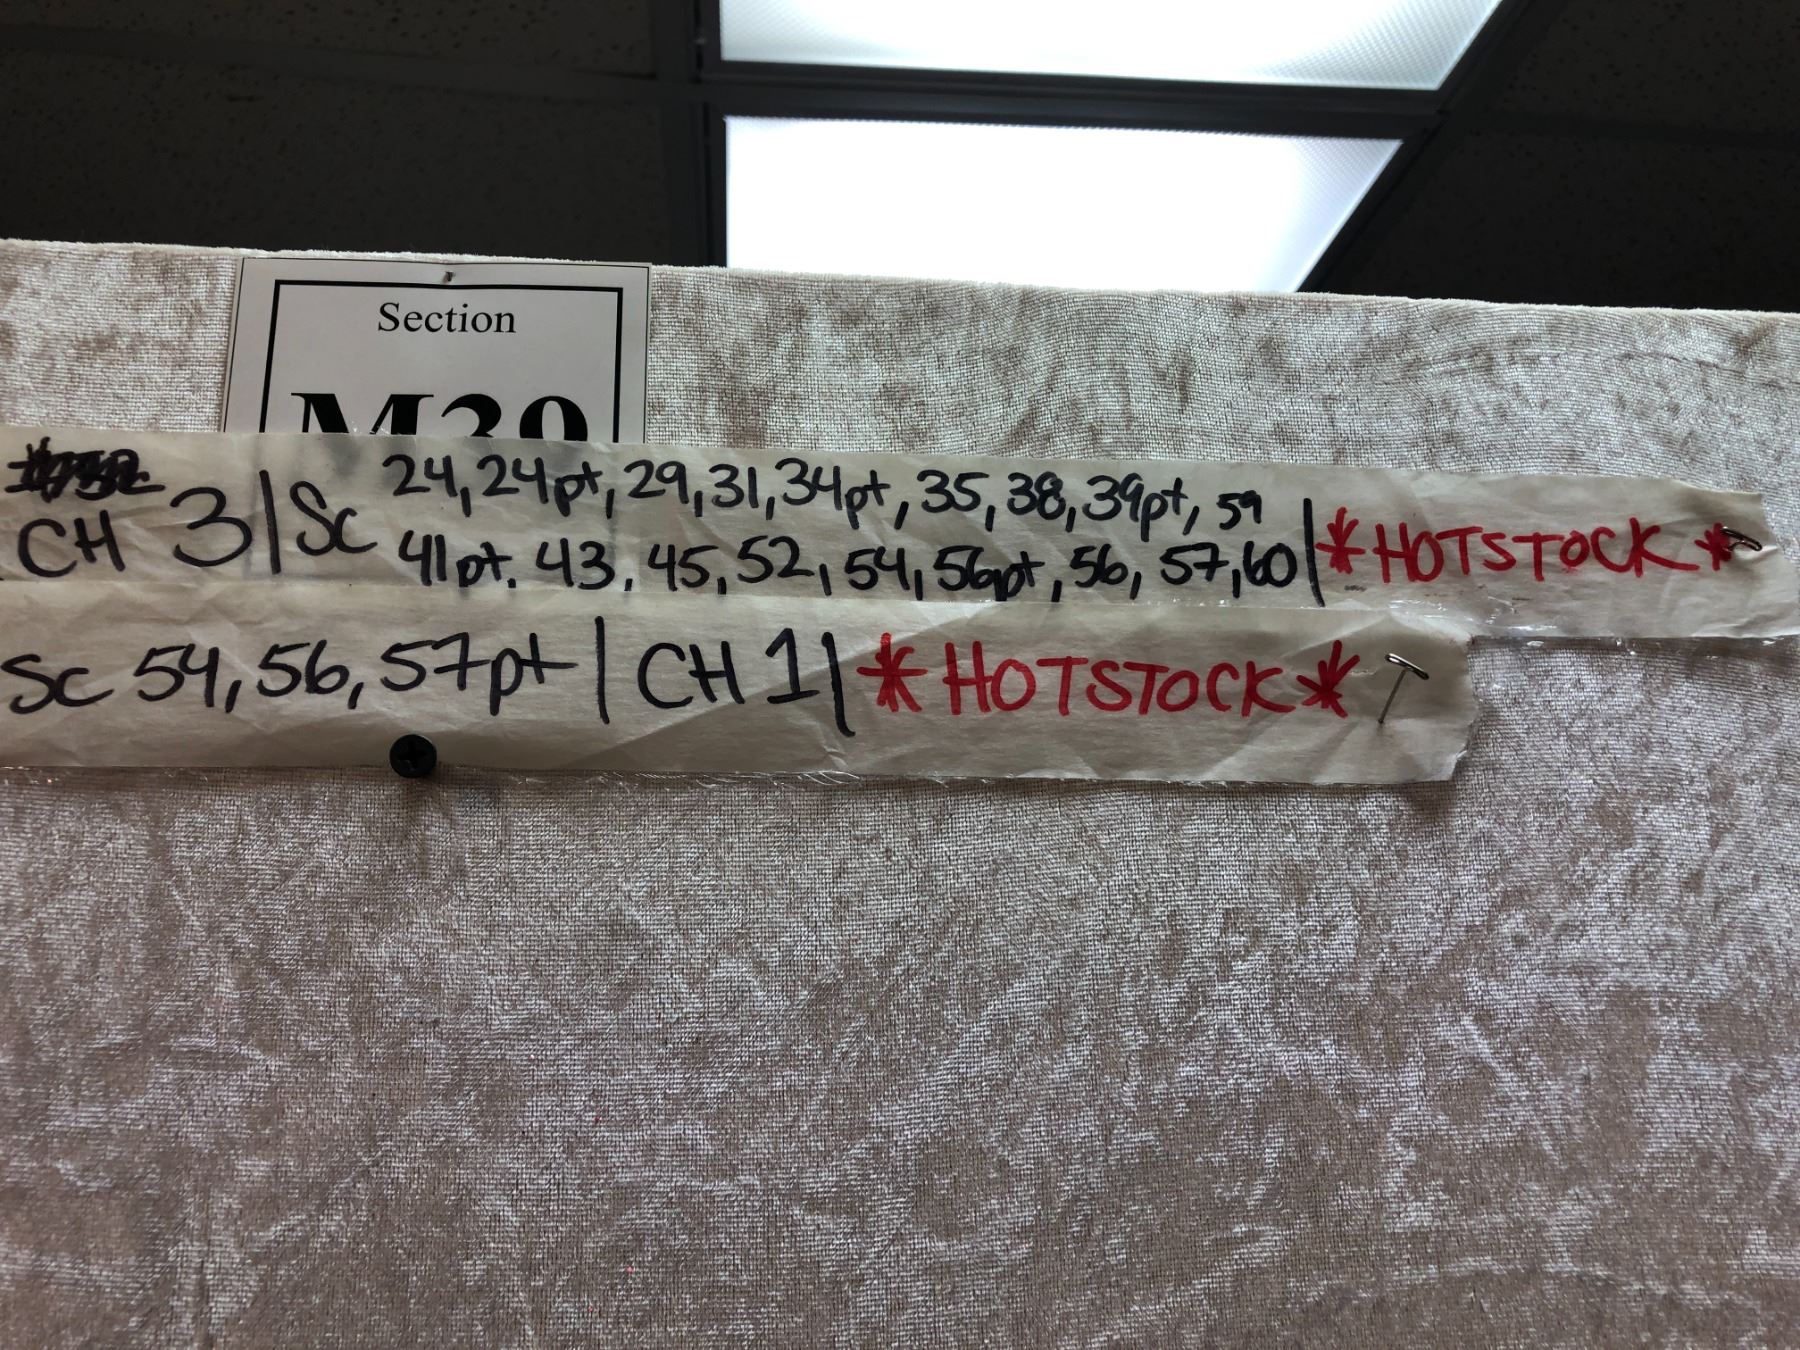 Section
CH 3 | Sc 24, 24pt, 29, 31, 34pt, 35, 38, 39pt, 59
41pt. 43, 45, 52, 54, 56pt, 56, 57, 60 | *HOTSTOCK*
Sc 54, 56, 57pt | CH 1 | *HOTSTOCK*